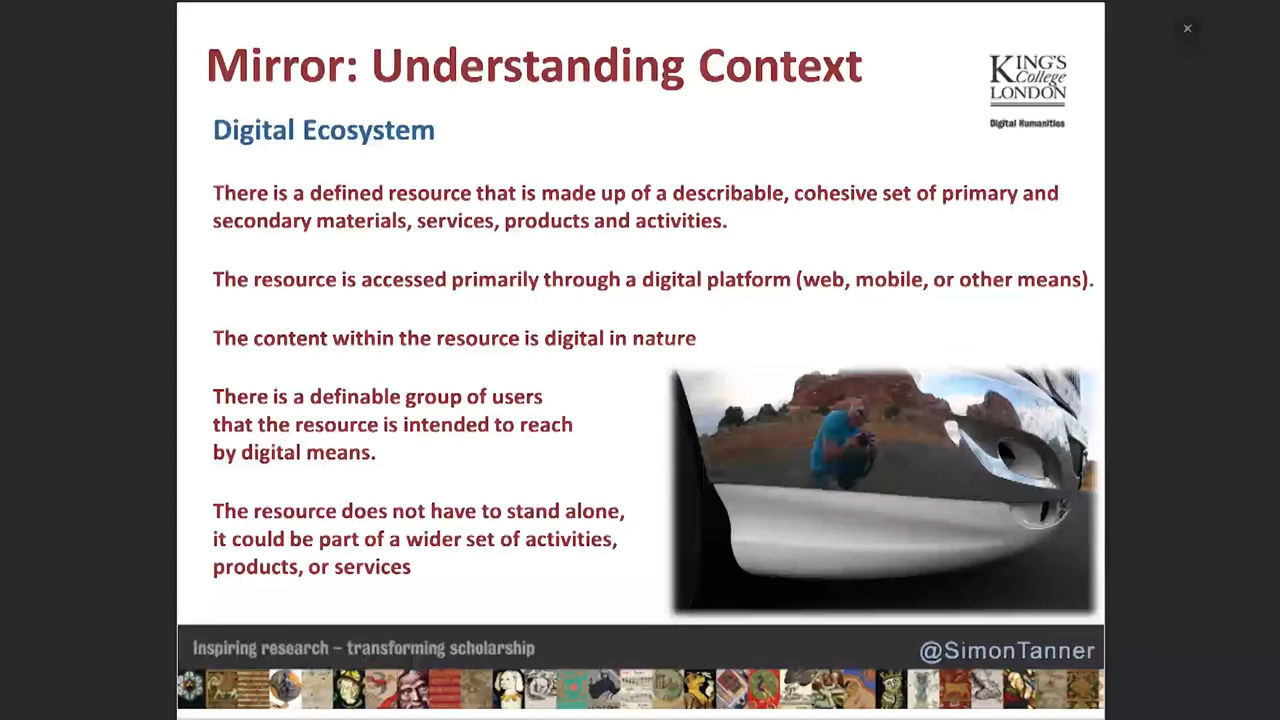 Mirror: Understanding Context
KING'S
College
LONDON
Digital Humanities
Digital Ecosystem
There is a defined resource that is made up of a describable, cohesive set of primary and
secondary materials, services, products and activities.
The resource is accessed primarily through a digital platform (web, mobile, or other means).
The content within the resource is digital in nature
There is a definable group of users
that the resource is intended to reach
by digital means.
The resource does not have to stand alone,
it could be part of a wider set of activities,
products, or services
Inspiring research – transforming scholarship
@SimonTanner